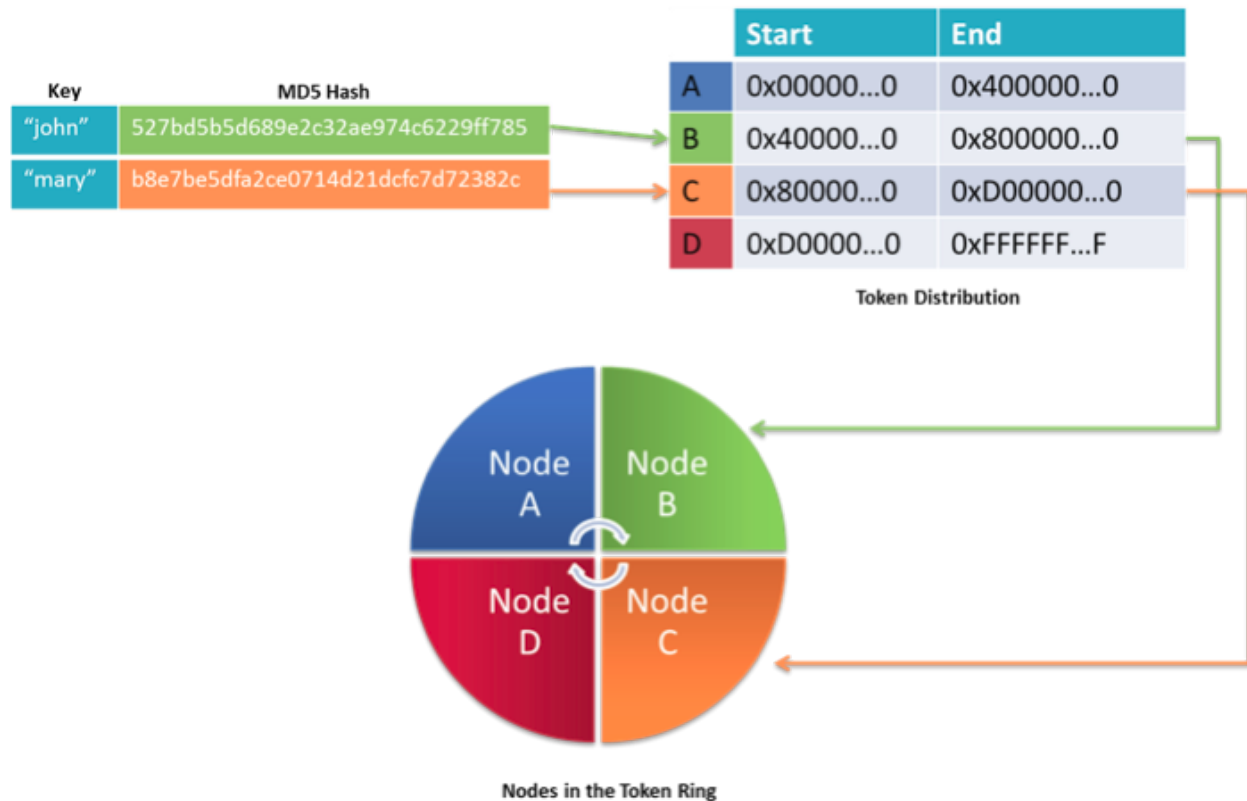 Start End
A 0x00000...0 0x400000...0
B 0x40000...0 0x800000...0
C 0x80000...0 0xD00000...0
D 0xD0000...0 0xFFFFFF...F
Token Distribution
Key MD5 Hash
“john” 527bd5b5d689e2c32ae974c6229ff785
“mary” b8e7be5dfa2ce0714d21dcfc7d72382c
Node
A
Node
B
Node
D
Node
C
Nodes in the Token Ring